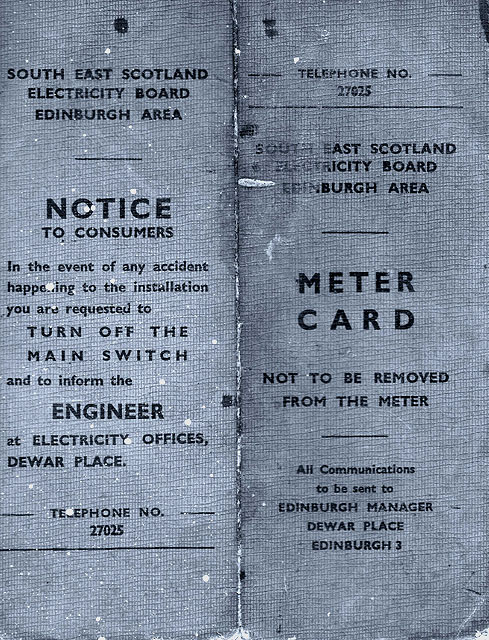 SOUTH EAST SCOTLAND
ELECTRICITY BOARD
EDINBURGH AREA
NOTICE
TO CONSUMERS
In the event of any accident
happening to the installation
you are requested to
TURN OFF THE
MAIN SWITCH
and to inform the
ENGINEER
at ELECTRICITY OFFICES,
DEWAR PLACE.
TELEPHONE NO.
27025
TELEPHONE NO.
27025
SOUTH EAST SCOTLAND
ELECTRICITY BOARD
EDINBURGH AREA
METER
CARD
NOT TO BE REMOVED
FROM THE METER
All Communications
to be sent to
EDINBURGH MANAGER
DEWAR PLACE
EDINBURGH 3